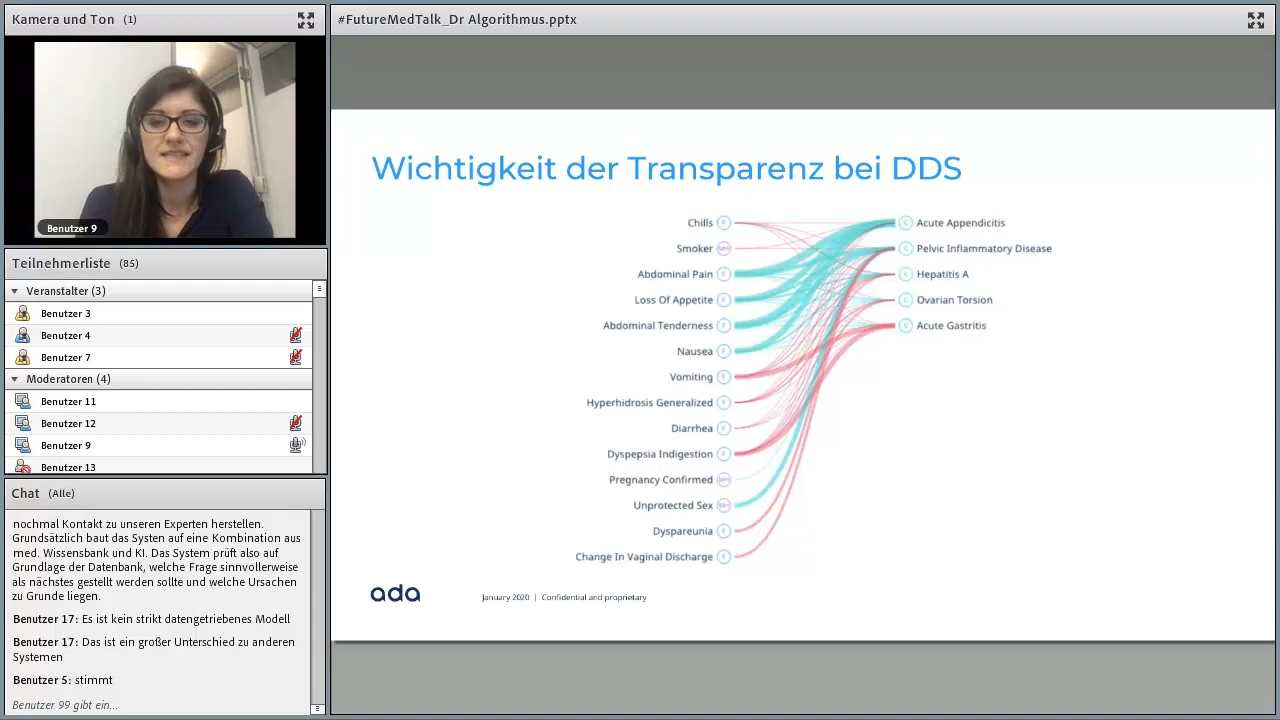 Kamera und Ton (1)
Benutzer 9
Teilnehmerliste (85)
Veranstalter (3)
Benutzer 3
Benutzer 4
Benutzer 7
Moderatoren (4)
Benutzer 11
Benutzer 12
Benutzer 9
Benutzer 13
Chat (Alle)
nochmal Kontakt zu unseren Experten herstellen.
Grundsätzlich baut das Systen auf eine Kombination aus
med. Wissensbank und KI. Das System prüft also auf
Grundlage der Datenbank, welche Frage sinnvollerweise
als nächstes gestellt werden sollte und welche Ursachen
zu Grunde liegen.
Benutzer 17: Es ist kein strikt datengetriebenes Modell
Benutzer 17: Das ist ein großer Unterschied zu anderen
Systemen
Benutzer 5: stimmt
Benutzer 99 gibt ein...
#FutureMedTalk_Dr Algorithmus.pptx
Wichtigkeit der Transparenz bei DDS
Chills
Smoker
Abdominal Pain
Loss Of Appetite
Abdominal Tenderness
Nausea
Vomiting
Hyperhidrosis Generalized
Diarrhea
Dyspepsia Indigestion
Pregnancy Confirmed
Unprotected Sex
Dyspareunia
Change In Vaginal Discharge
Acute Appendicitis
Pelvic Inflammatory Disease
Hepatitis A
Ovarian Torsion
Acute Gastritis
ada
January 2020 | Confidential and proprietary